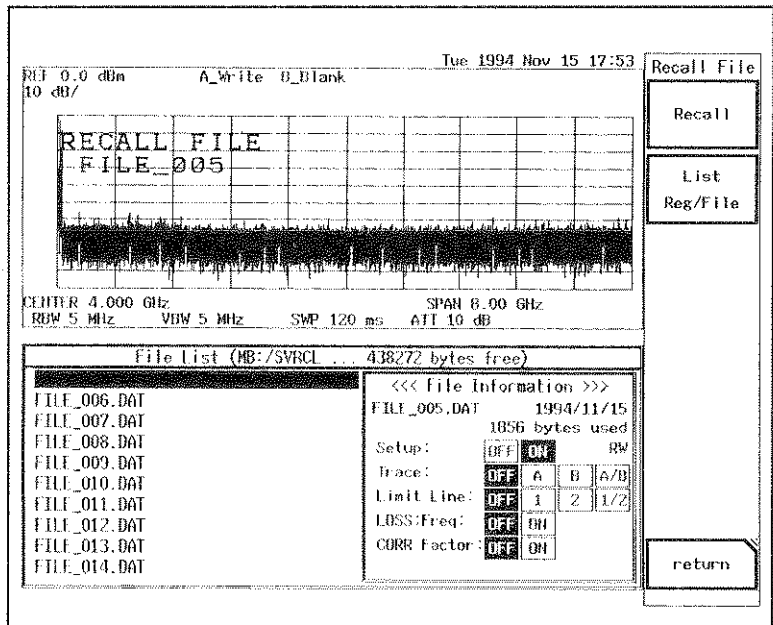 Tue 1994 Nov 15 17:53
REF 0.0 dBm A_Write B_Blank
10 dB/
RECALL FILE
FILE_005
CENTER 4.000 GHz SPAN 8.00 GHz
RBW 5 MHz VBW 5 MHz SWP 120 ms ATT 10 dB
File List (MB:/SVRCL ... 438272 bytes free)
FILE_006.DAT
FILE_007.DAT
FILE_008.DAT
FILE_009.DAT
FILE_010.DAT
FILE_011.DAT
FILE_012.DAT
FILE_013.DAT
FILE_014.DAT
<<< File Information >>>
FILE_005.DAT 1994/11/15
1856 bytes used
Setup: OFF ON RW
Trace: OFF A B A/B
Limit Line: OFF 1 2 1/2
LOSS:Freq: OFF ON
CORR Factor: OFF ON
Recall File
Recall
List
Reg/File
return